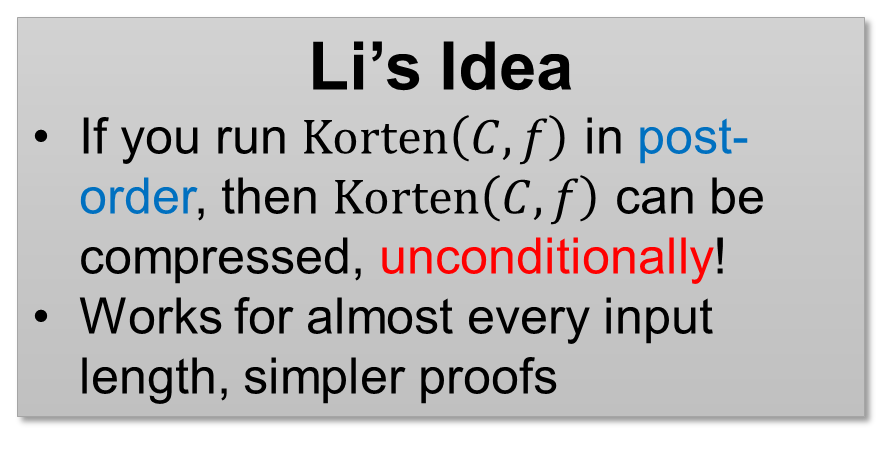 Li’s Idea
• If you run Korten(C, f) in post-
order, then Korten(C, f) can be
compressed, unconditionally!
• Works for almost every input
length, simpler proofs